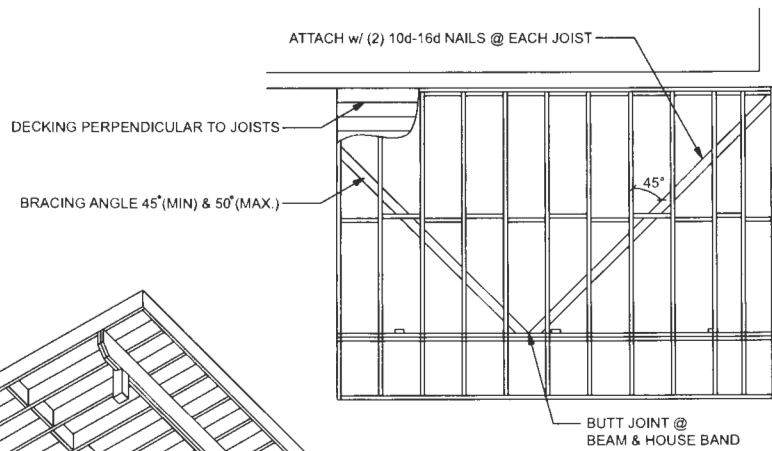 ATTACH w/ (2) 10d-16d NAILS @ EACH JOIST
DECKING PERPENDICULAR TO JOISTS
BRACING ANGLE 45°(MIN) & 50°(MAX.)
45°
BUTT JOINT @
BEAM & HOUSE BAND